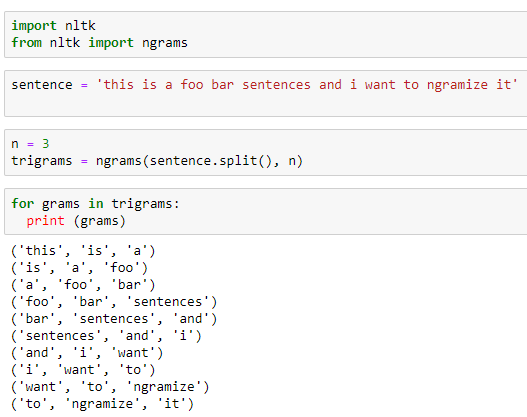 import nltk
from nltk import ngrams
sentence = 'this is a foo bar sentences and i want to ngramize it'
n = 3
trigrams = ngrams(sentence.split(), n)
for grams in trigrams:
  print (grams)
('this', 'is', 'a')
('is', 'a', 'foo')
('a', 'foo', 'bar')
('foo', 'bar', 'sentences')
('bar', 'sentences', 'and')
('sentences', 'and', 'i')
('and', 'i', 'want')
('i', 'want', 'to')
('want', 'to', 'ngramize')
('to', 'ngramize', 'it')